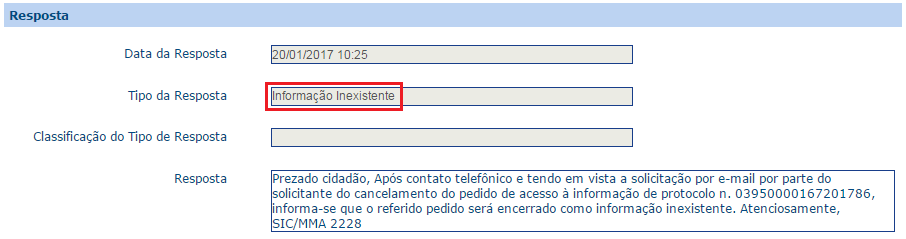 Resposta
Data da Resposta 20/01/2017 10:25
Tipo da Resposta Informação Inexistente
Classificação do Tipo de Resposta
Resposta Prezado cidadão, Após contato telefônico e tendo em vista a solicitação por e-mail por parte do
solicitante do cancelamento do pedido de acesso à informação de protocolo n. 03950000167201786,
informa-se que o referido pedido será encerrado como informação inexistente. Atenciosamente,
SIC/MMA 2228